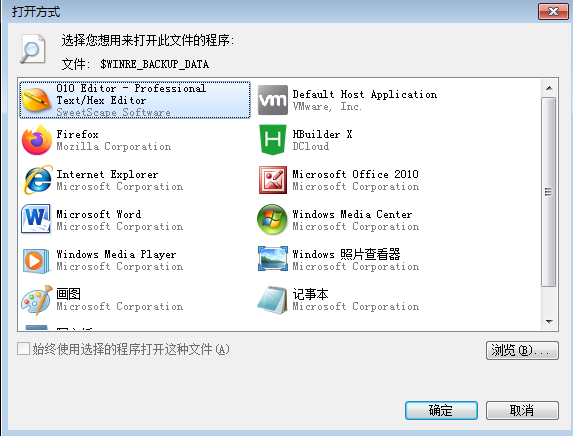 打开方式
选择您想用来打开此文件的程序:
文件: $WINRE_BACKUP_DATA
010 Editor - Professional
Text/Hex Editor
SweetScape Software
vm
Default Host Application
VMware, Inc.
Firefox
Mozilla Corporation
HBuilder X
DCloud
Internet Explorer
Microsoft Corporation
Microsoft Office 2010
Microsoft Corporation
Microsoft Word
Microsoft Corporation
Windows Media Center
Microsoft Corporation
Windows Media Player
Microsoft Corporation
Windows 照片查看器
Microsoft Corporation
画图
Microsoft Corporation
记事本
Microsoft Corporation
始终使用选择的程序打开这种文件(A)
浏览(B)...
确定
取消